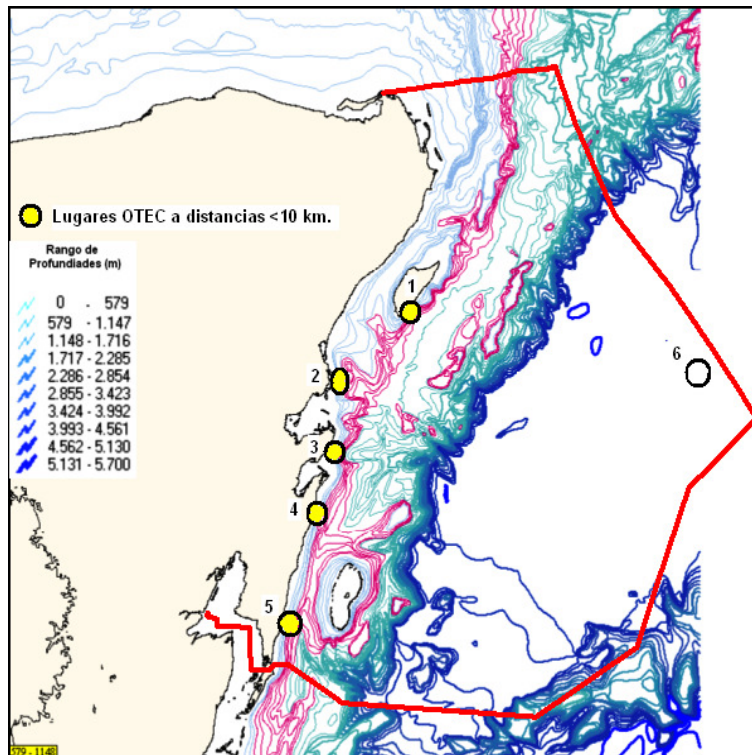 Lugares OTEC a distancias <10 km.
Rango de
Profundiades (m)
0 - 579
579 - 1.147
1.148 - 1.716
1.717 - 2.285
2.286 - 2.854
2.855 - 3.423
3.424 - 3.992
3.993 - 4.561
4.562 - 5.130
5.131 - 5.700
1
2
3
4
5
6
579 - 1148